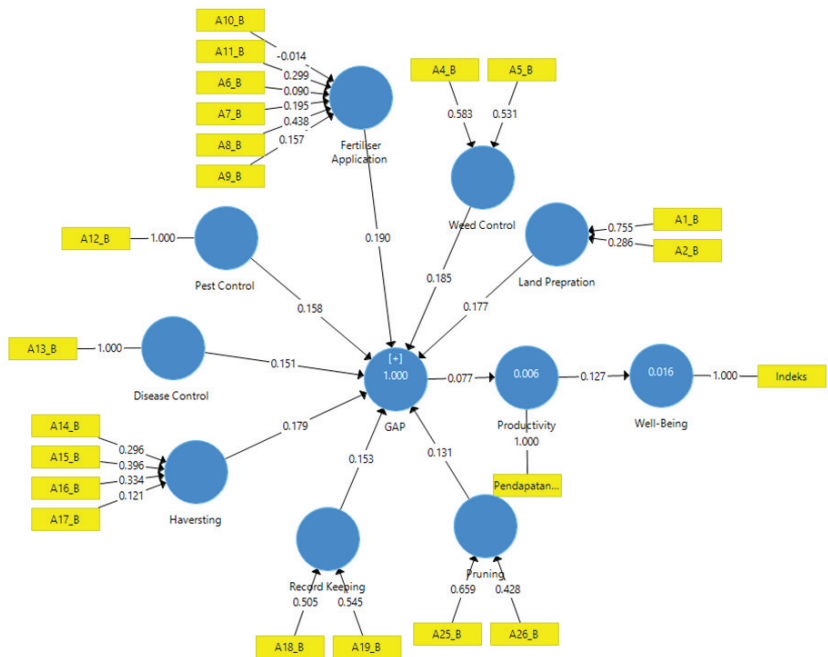 A10_B
A11_B
A6_B
A7_B
A8_B
A9_B
-0.014
0.299
0.090
0.195
0.438
0.157
Fertiliser
Application
0.190
A4_B
A5_B
0.583
0.531
Weed Control
0.185
A1_B
A2_B
0.755
0.286
Land Prepration
0.177
A12_B
1.000
Pest Control
0.158
A13_B
1.000
Disease Control
0.151
[+]
1.000
GAP
0.077
0.006
Productivity
1.000
Pendapatan...
0.127
0.016
Well-Being
1.000
Indeks
A14_B
A15_B
A16_B
A17_B
0.296
0.396
0.334
0.121
Haversting
0.179
0.153
Record Keeping
0.505
0.545
A18_B
A19_B
0.131
Pruning
0.659
0.428
A25_B
A26_B